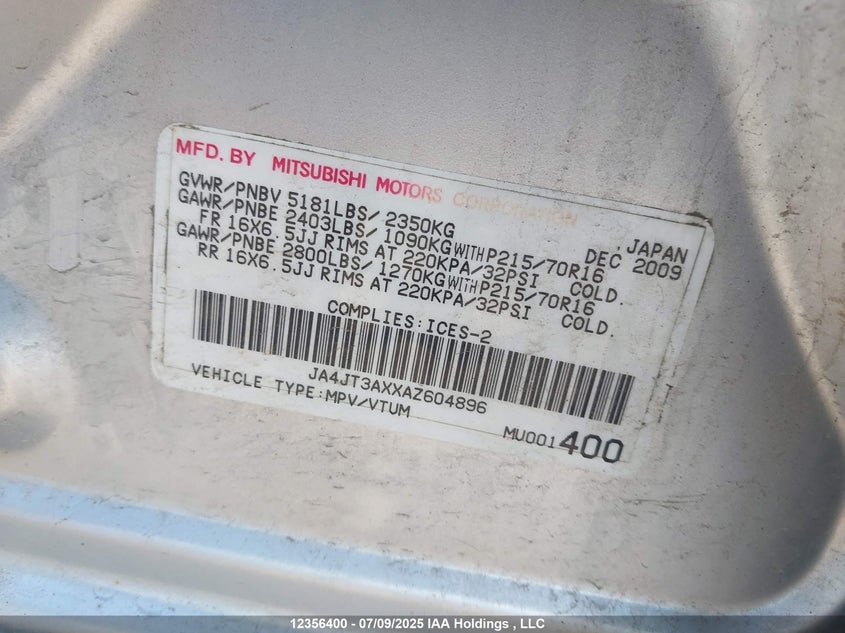 MFD. BY MITSUBISHI MOTORS CORPORATION
JAPAN
GVWR/PNBV 5181LBS/ 2350KG
DEC 2009
GAWR/PNBE 2403LBS/ 1090KG WITH P215/70R16
FR 16X6.5JJ RIMS AT 220KPA/32PSI COLD.
GAWR/PNBE 2800LBS/ 1270KG WITH P215/70R16
RR 16X6.5JJ RIMS AT 220KPA/32PSI COLD.
COMPLIES:ICES-2
JA4JT3AXXAZ604896
VEHICLE TYPE:MPV/VTUM
MU001400
12356400 - 07/09/2025 IAA Holdings , LLC